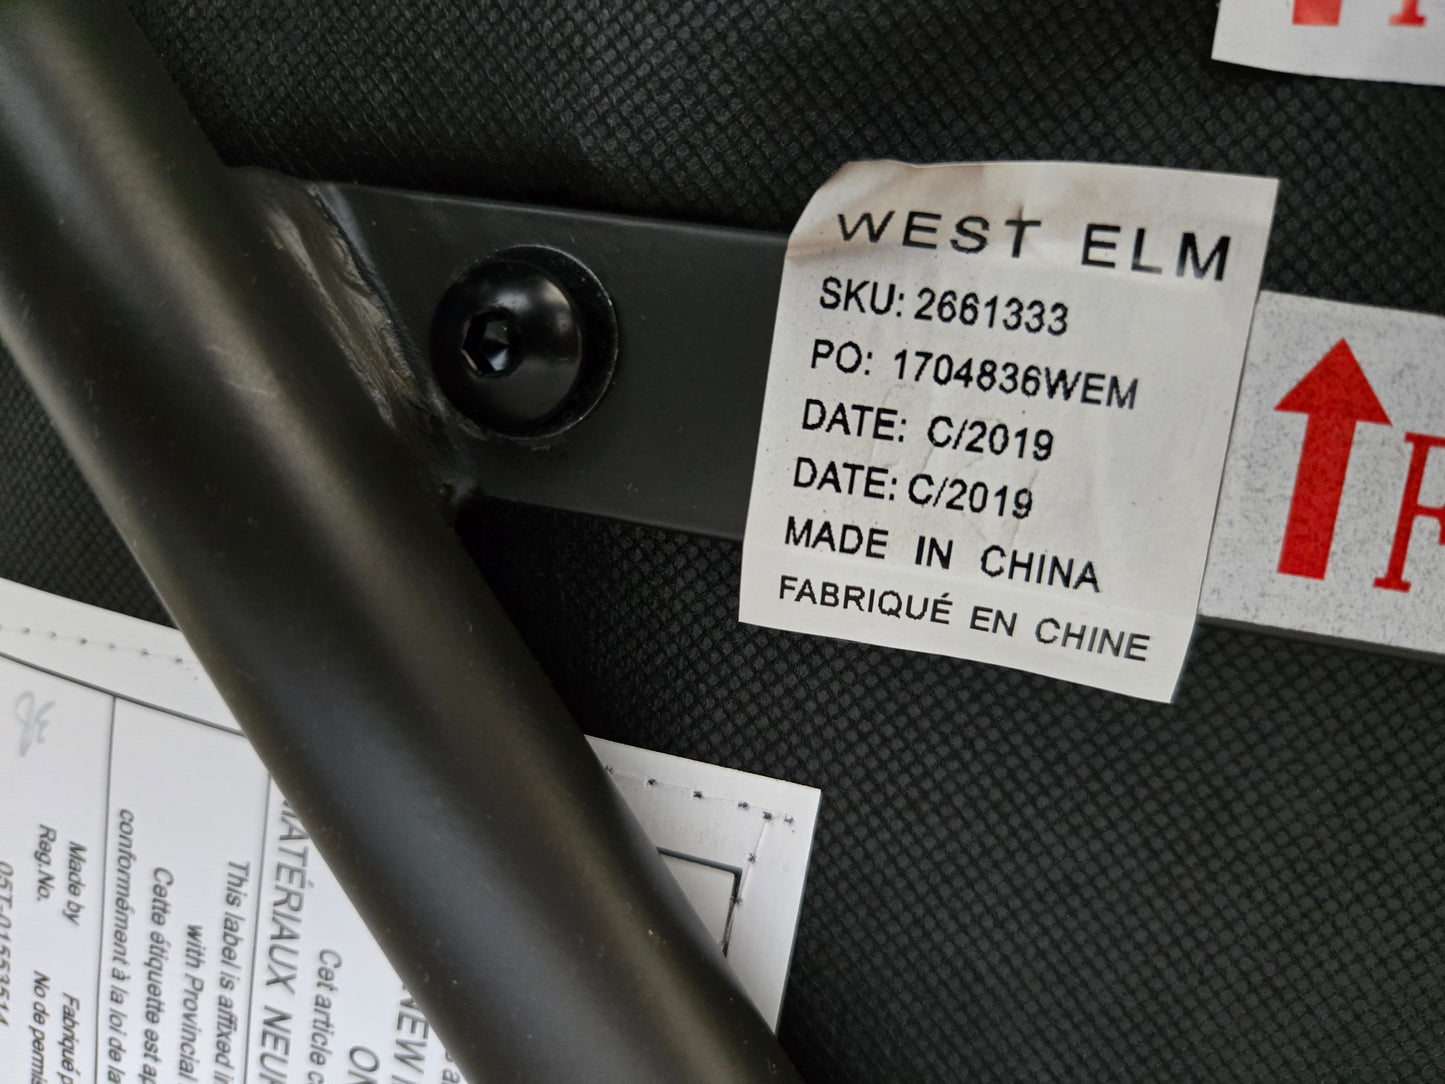 WEST ELM
SKU: 2661333
PO: 1704836WEM
DATE: C/2019
DATE: C/2019
MADE IN CHINA
FABRIQUÉ EN CHINE
NEW
MATÉRIAUX NEUF
Cet article
This label is affixed
with Provincial
Cette étiquette est
conformément à la loi de la
Made by Fabriqué
Reg.No. No de permis